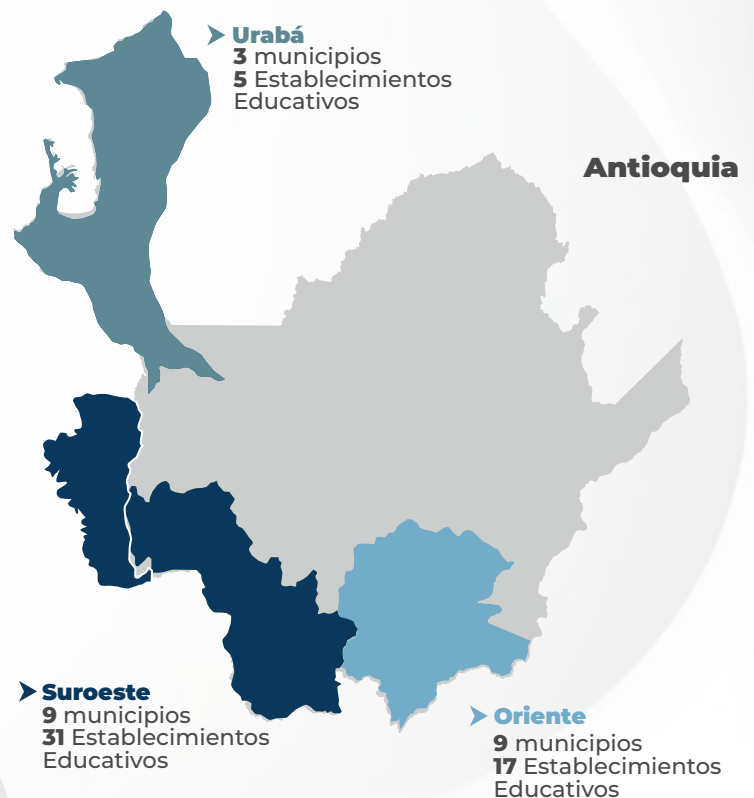 Urabá
3 municipios
5 Establecimientos
Educativos
Antioquia
Suroeste
9 municipios
31 Establecimientos
Educativos
Oriente
9 municipios
17 Establecimientos
Educativos